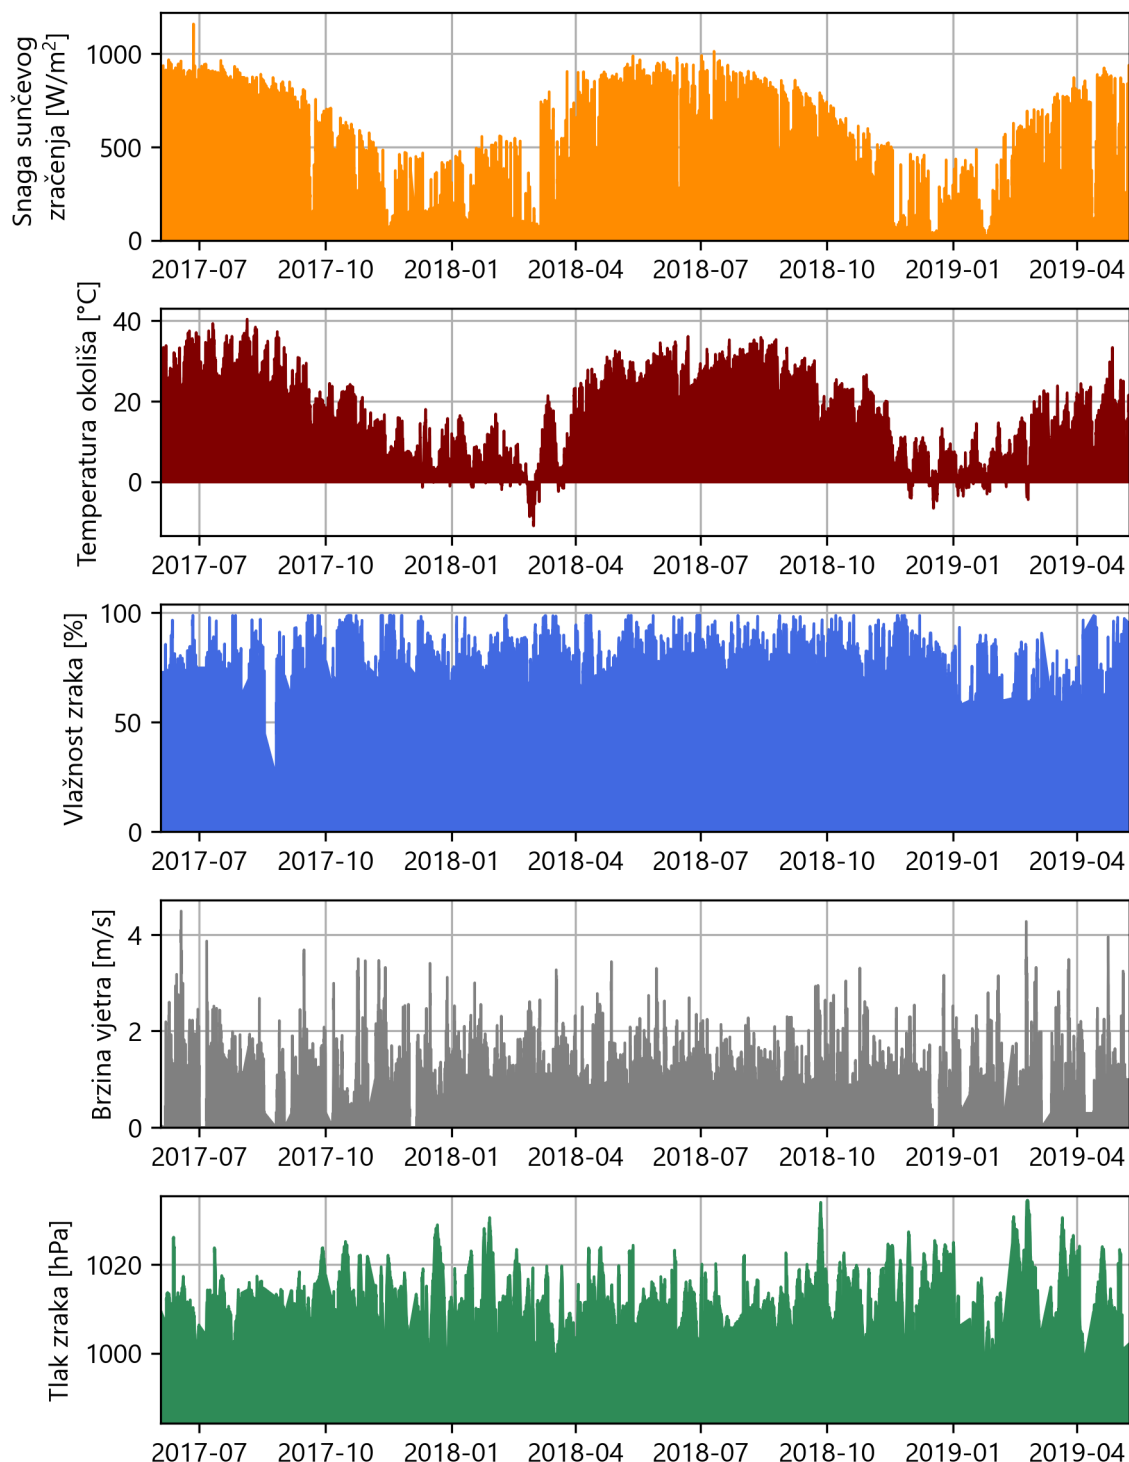 Snaga sunčevog
zračenja [W/m²]
1000
500
0
2017-07 2017-10 2018-01 2018-04 2018-07 2018-10 2019-01 2019-04
Temperatura okoliša [°C]
40
20
0
2017-07 2017-10 2018-01 2018-04 2018-07 2018-10 2019-01 2019-04
Vlažnost zraka [%]
100
50
0
2017-07 2017-10 2018-01 2018-04 2018-07 2018-10 2019-01 2019-04
Brzina vjetra [m/s]
4
2
0
2017-07 2017-10 2018-01 2018-04 2018-07 2018-10 2019-01 2019-04
Tlak zraka [hPa]
1020
1000
2017-07 2017-10 2018-01 2018-04 2018-07 2018-10 2019-01 2019-04